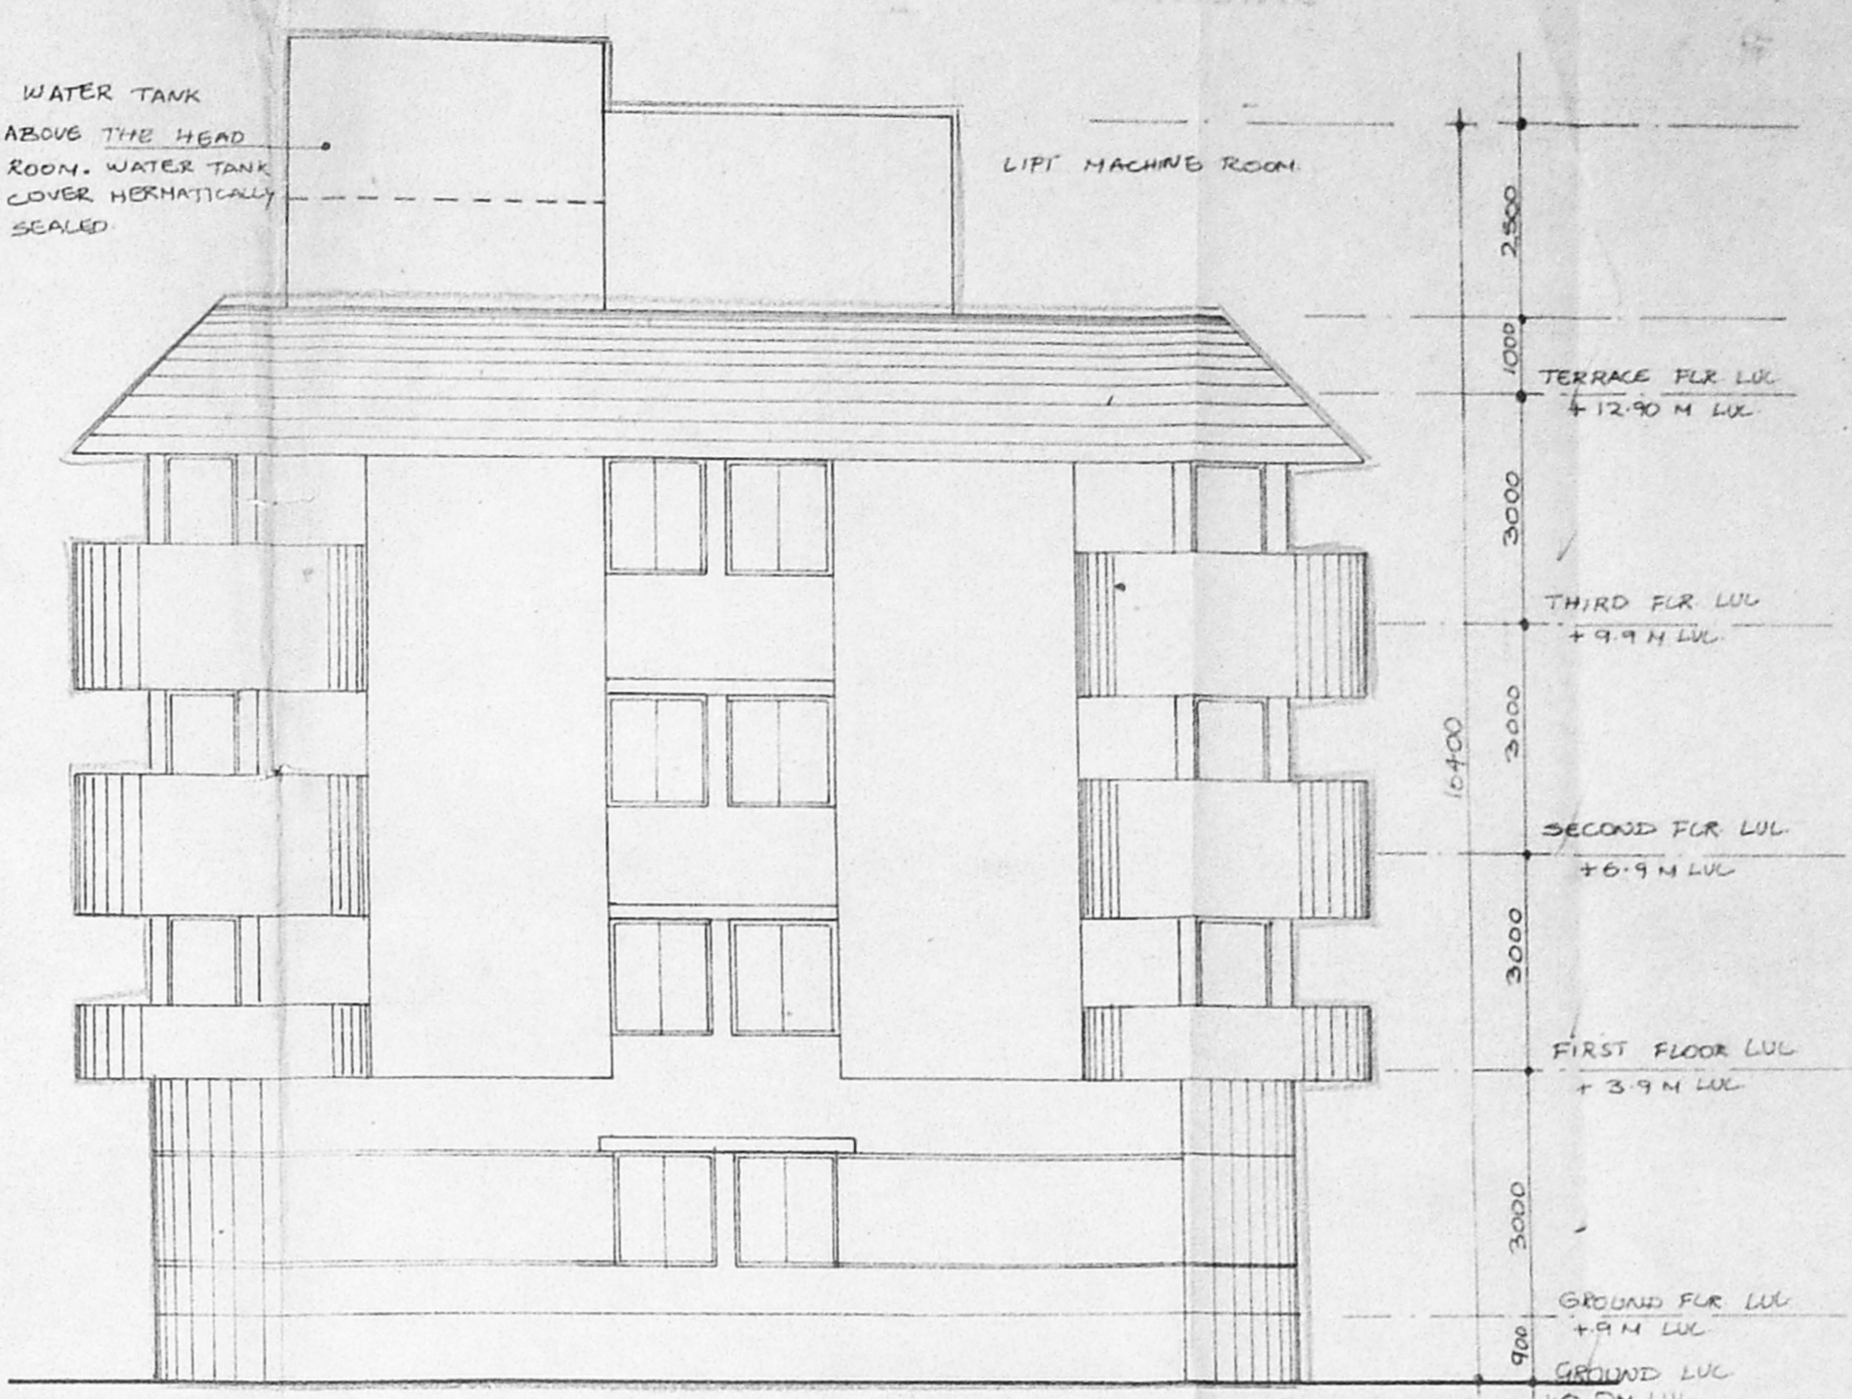 WATER TANK
ABOVE THE HEAD
ROOM. WATER TANK
COVER HERMATICALLY
SEALED.
LIFT MACHINE ROOM.
2500
1000
TERRACE FLR LVL
+ 12.90 M LVL
3000
THIRD FLR LVL
+ 9.9 M LVL
3000
16400
SECOND FLR LVL
+6.9 M LVL
3000
FIRST FLOOR LVL
+ 3.9 M LVL
3000
GROUND FLR LVL
+.9 M LVL
900
GROUND LVL